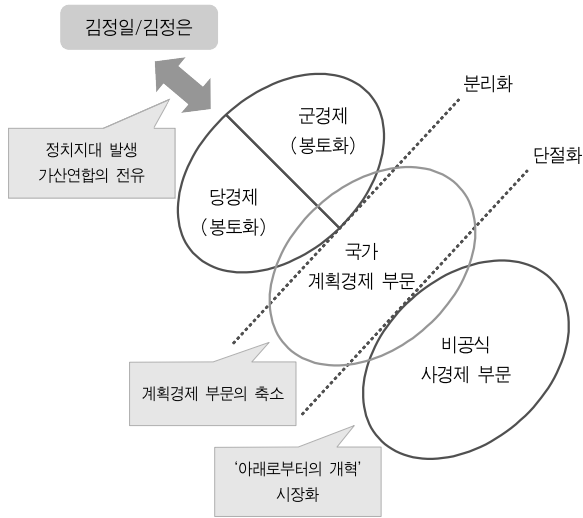 김정일/김정은
분리화
군경제
(봉토화)
단절화
정치지대 발생
가산연합의 전유
당경제
(봉토화)
국가
계획경제 부문
비공식
사경제 부문
계획경제 부문의 축소
‘아래로부터의 개혁’
시장화